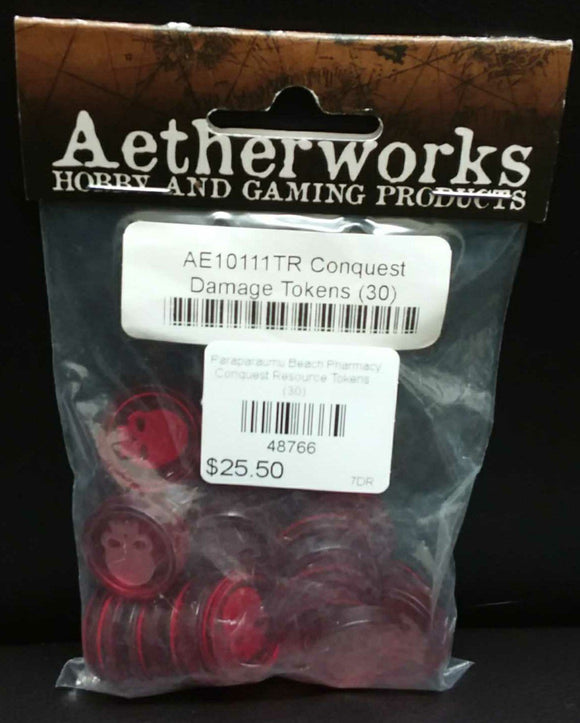 Aetherworks
HOBBY AND GAMING PRODUCTS
AE10111TR Conquest
Damage Tokens (30)
Paraparaumu Beach Pharmacy
Conquest Resource Tokens
(30)
48766
$25.50
7DR